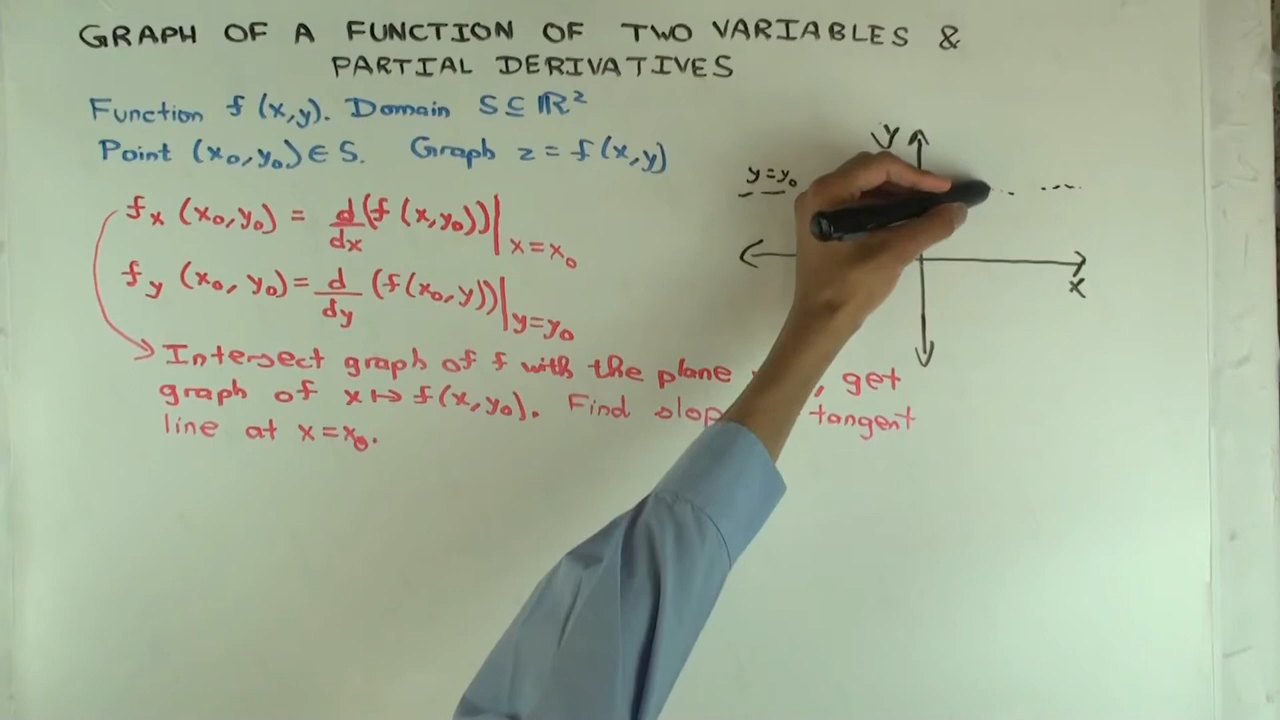 GRAPH OF A FUNCTION OF TWO VARIABLES &
PARTIAL DERIVATIVES
Function f (x,y). Domain S ⊆ ℝ²
Point (x₀,y₀) ∈ S. Graph z = f(x,y)
fₓ (x₀,y₀) = d/dx (f (x,y₀))|ₓ₌ₓ₀
f_y (x₀, y₀) = d/dy (f(x₀,y))|_y=y₀
Intersect graph of f with the plane , get
graph of x ↦ f(x,y₀). Find tangent
line at x = x₀.
y
y=y₀
x